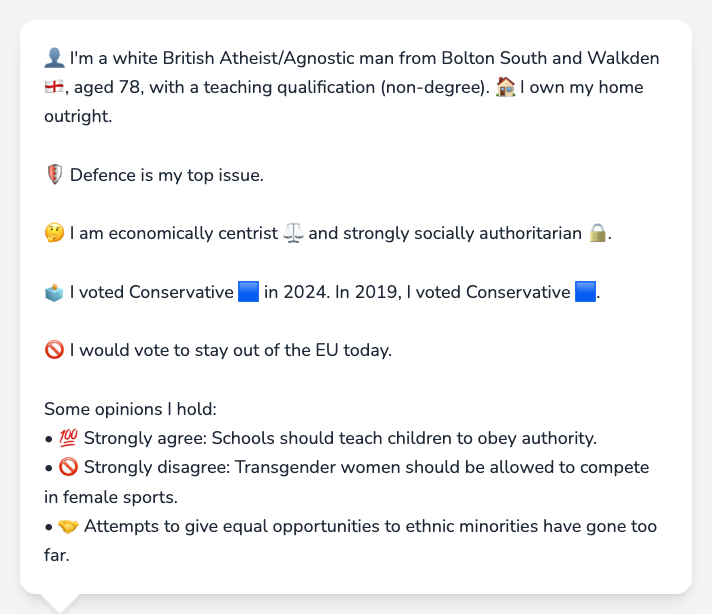 👤 I'm a white British Atheist/Agnostic man from Bolton South and Walkden
🏴󠁧󠁢󠁥󠁮󠁧󠁿, aged 78, with a teaching qualification (non-degree). 🏠 I own my home
outright.
🛡️ Defence is my top issue.
🤔 I am economically centrist ⚖️ and strongly socially authoritarian 🔒.
🗳️ I voted Conservative 🟦 in 2024. In 2019, I voted Conservative 🟦.
🚫 I would vote to stay out of the EU today.
Some opinions I hold:
• 💯 Strongly agree: Schools should teach children to obey authority.
• 🚫 Strongly disagree: Transgender women should be allowed to compete
in female sports.
• 🤝 Attempts to give equal opportunities to ethnic minorities have gone too
far.